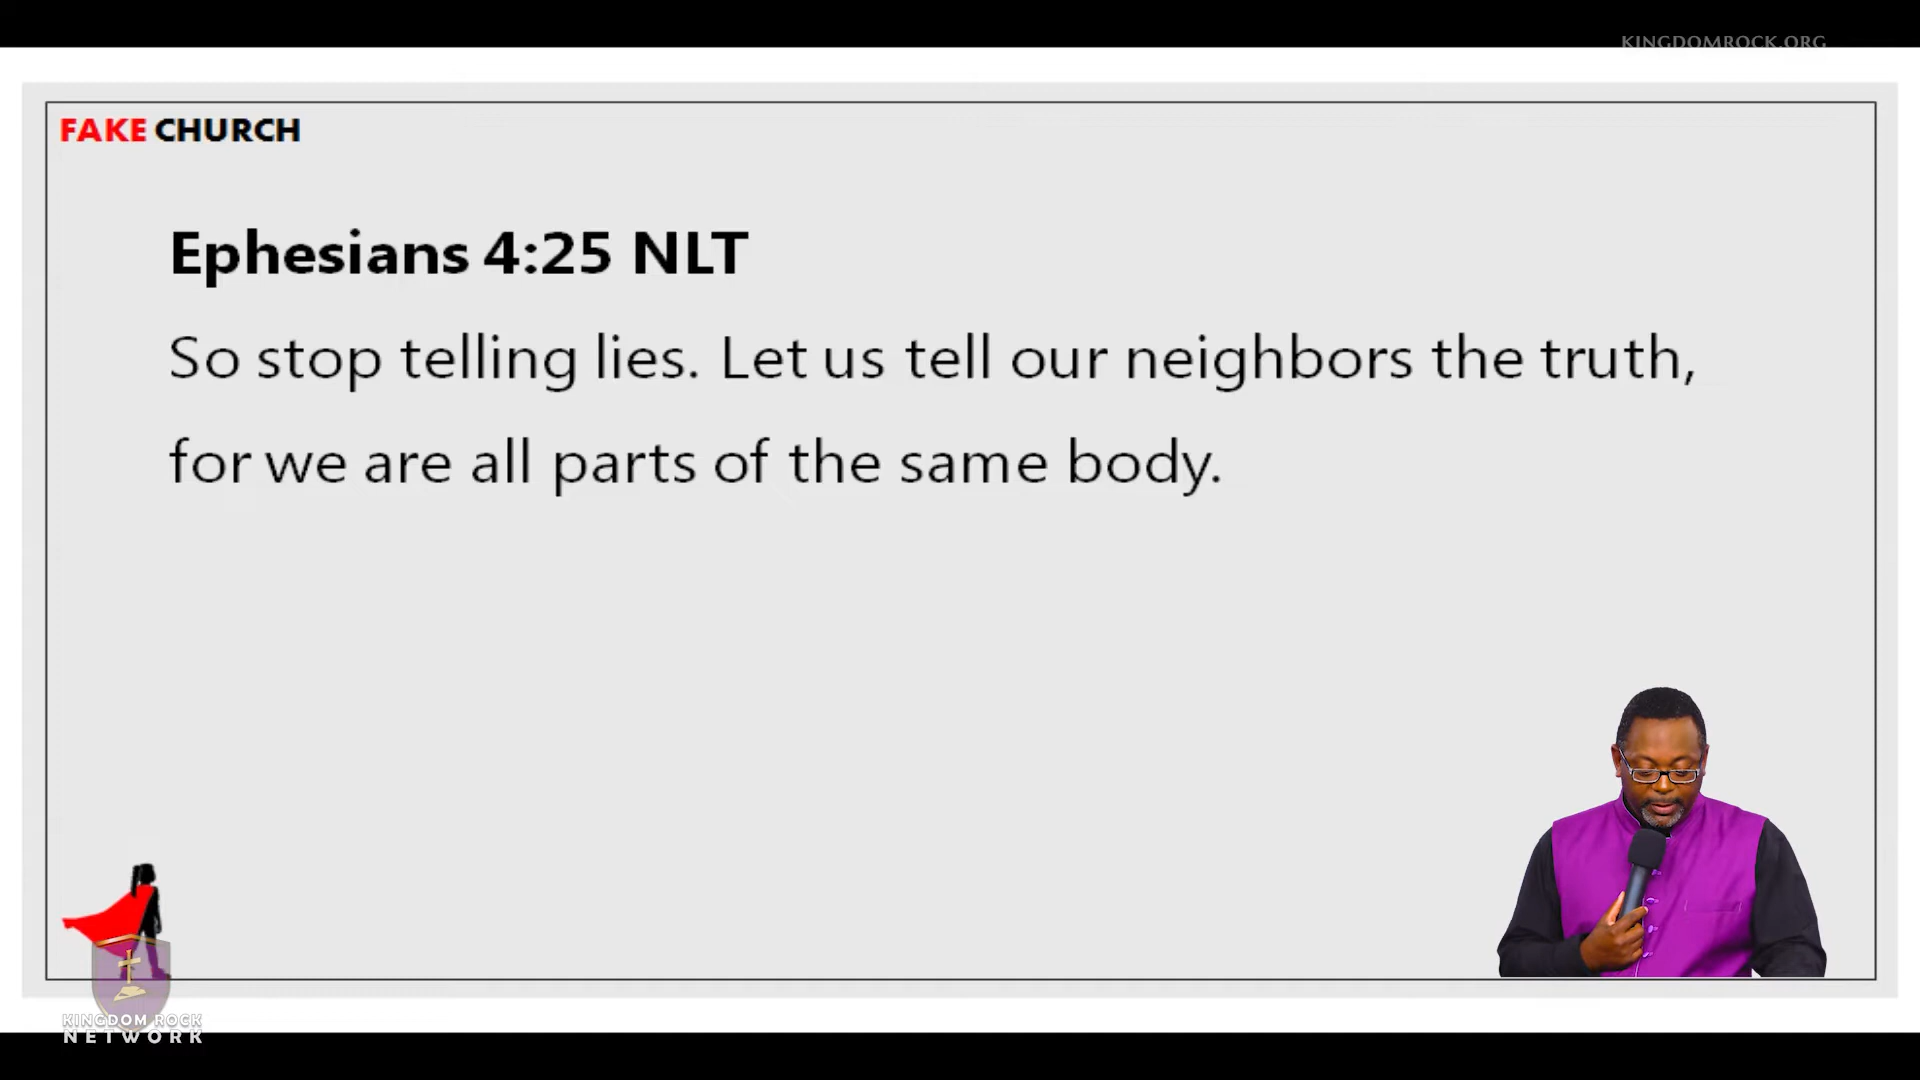 KINGDOMROCK.ORG
FAKE CHURCH
Ephesians 4:25 NLT
So stop telling lies. Let us tell our neighbors the truth,
for we are all parts of the same body.
KINGDOM ROCK
NETWORK